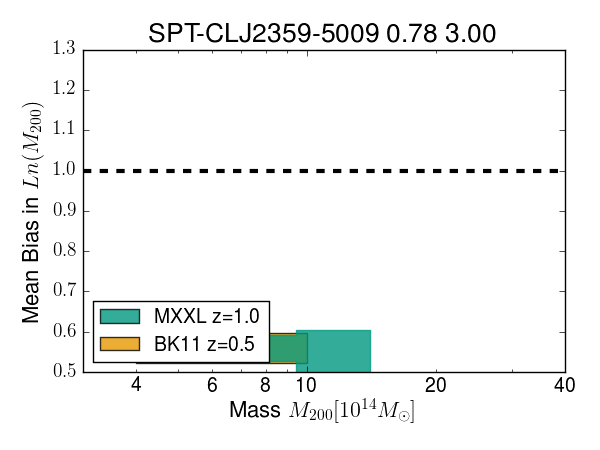 SPT-CLJ2359-5009 0.78 3.00
1.3
1.2
1.1
1.0
0.9
0.8
0.7
0.6
0.5
Mean Bias in Ln(M₂₀₀)
MXXL z=1.0
BK11 z=0.5
4 6 8 10 20 40
Mass M₂₀₀[10¹⁴M☉]